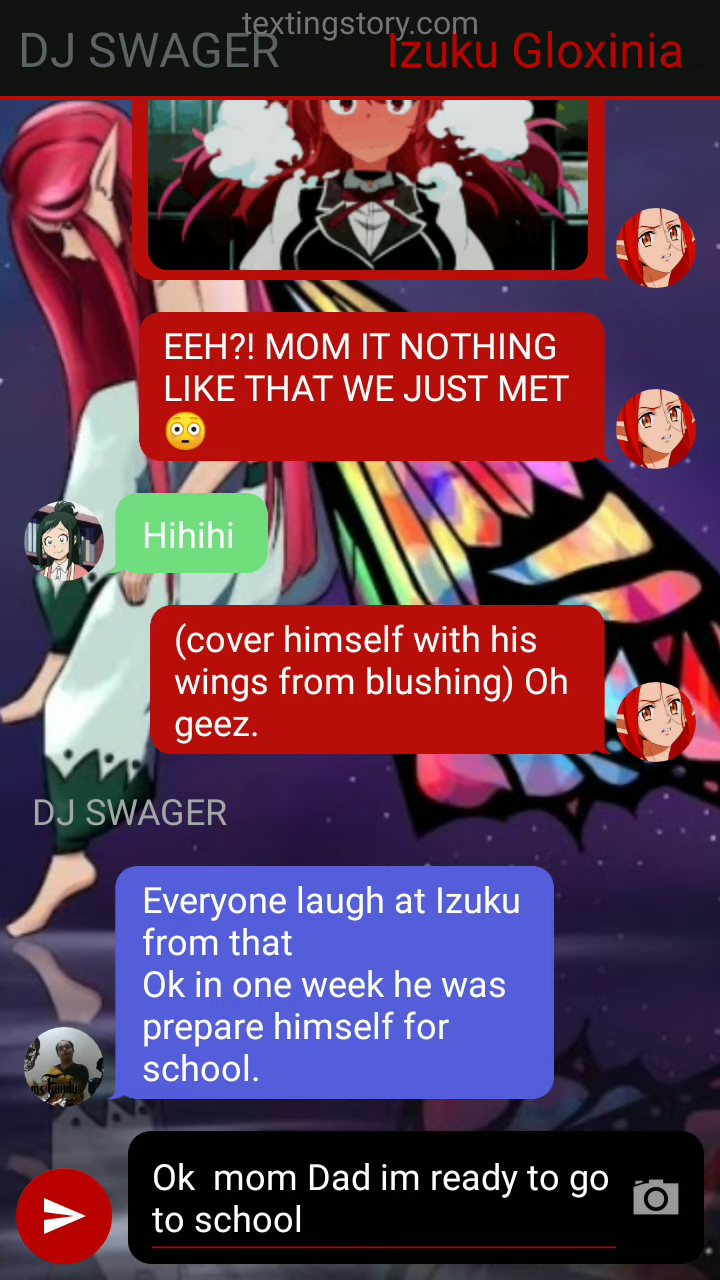 textingstory.com
DJ SWAGER
Izuku Gloxinia
EEH?! MOM IT NOTHING
LIKE THAT WE JUST MET
😳
Hihihi
(cover himself with his
wings from blushing) Oh
geez.
DJ SWAGER
Everyone laugh at Izuku
from that
Ok in one week he was
prepare himself for
school.
Ok  mom Dad im ready to go
to school